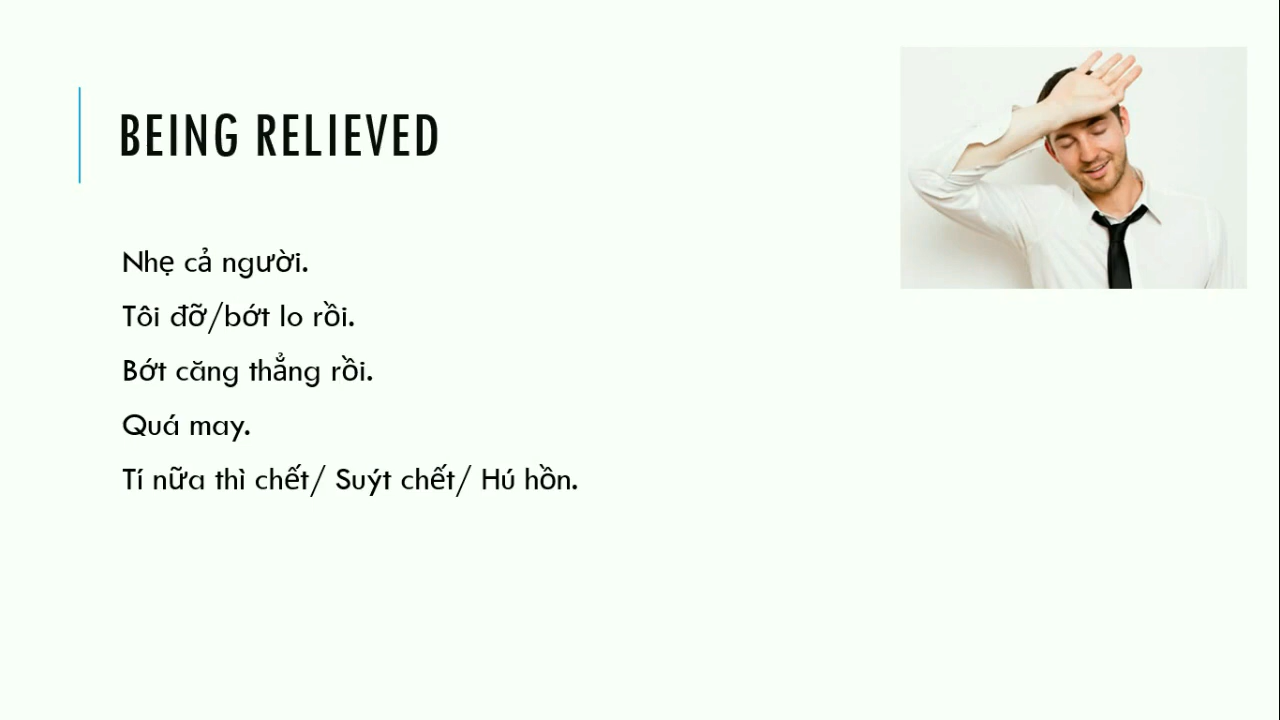 BEING RELIEVED
Nhẹ cả người.
Tôi đỡ/bớt lo rồi.
Bớt căng thẳng rồi.
Quá may.
Tí nữa thì chết/ Suýt chết/ Hú hồn.